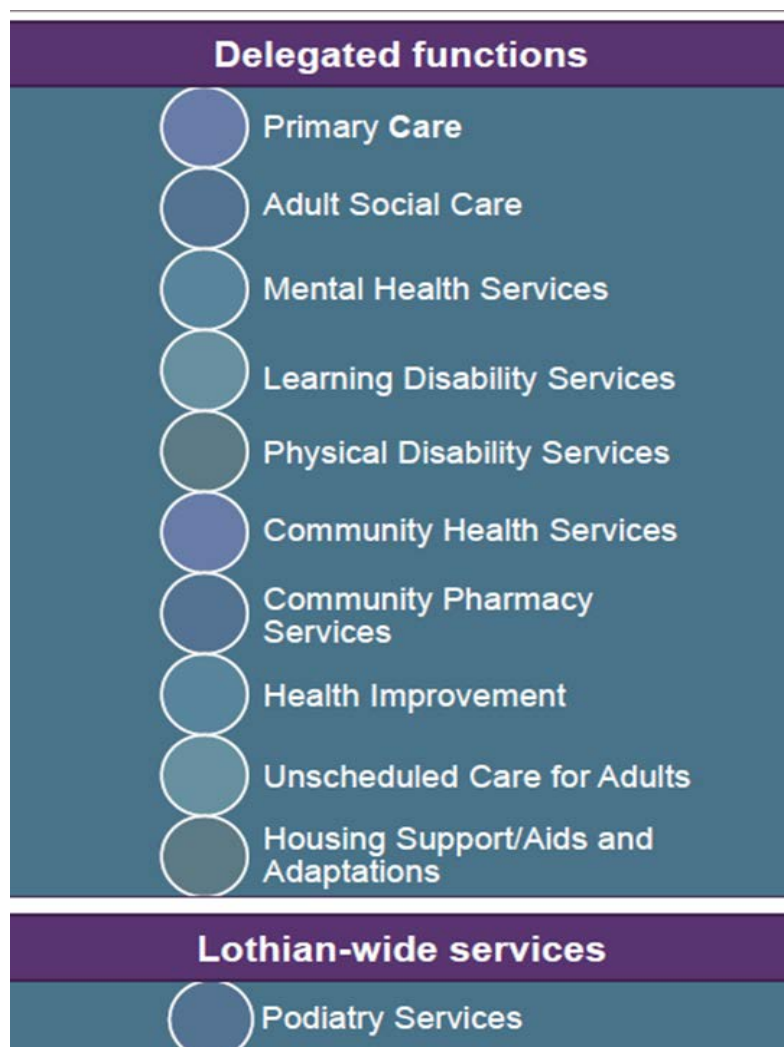 Delegated functions
Primary Care
Adult Social Care
Mental Health Services
Learning Disability Services
Physical Disability Services
Community Health Services
Community Pharmacy
Services
Health Improvement
Unscheduled Care for Adults
Housing Support/Aids and
Adaptations
Lothian-wide services
Podiatry Services